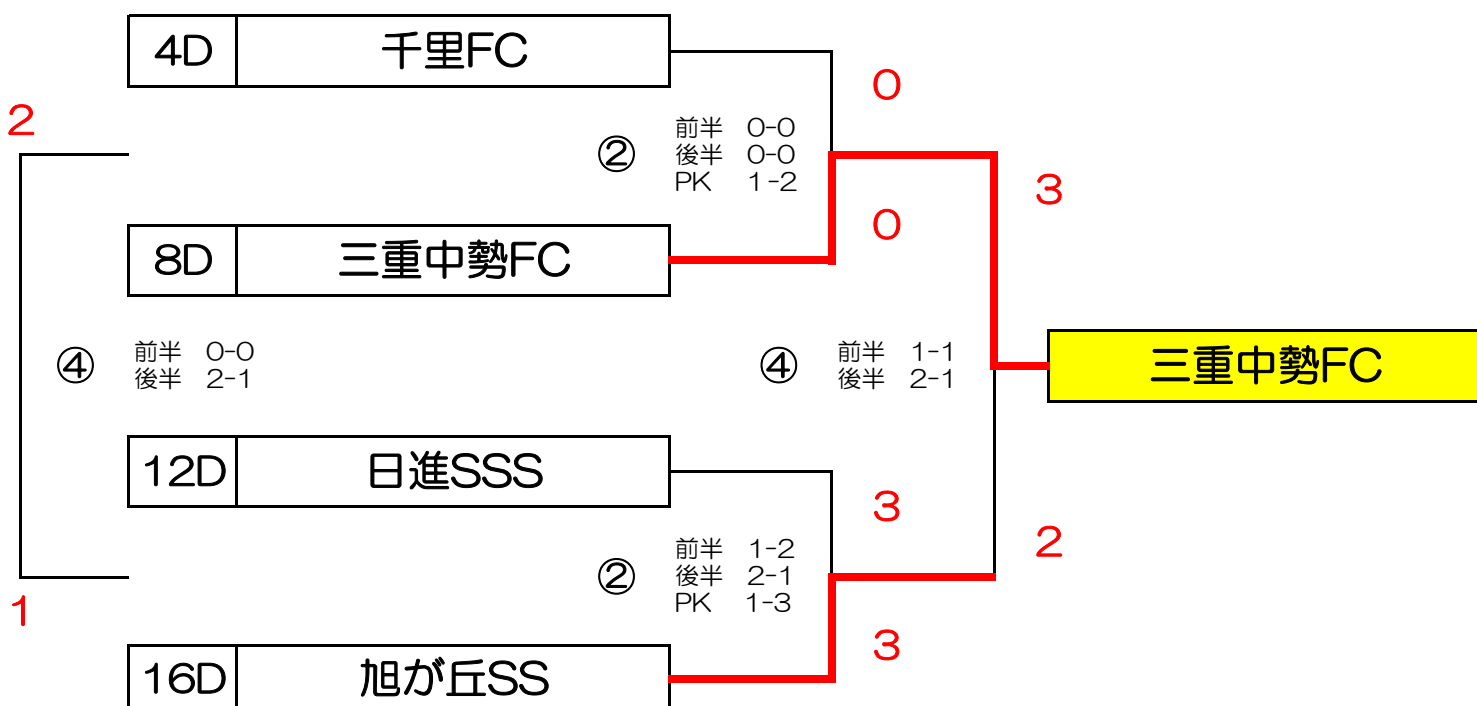 4D 千里FC
0
2
② 前半 0-0
後半 0-0
PK 1-2
3
0
8D 三重中勢FC
④ 前半 0-0
後半 2-1
④ 前半 1-1
後半 2-1
三重中勢FC
12D 日進SSS
3
2
② 前半 1-2
後半 2-1
PK 1-3
1
3
16D 旭が丘SS